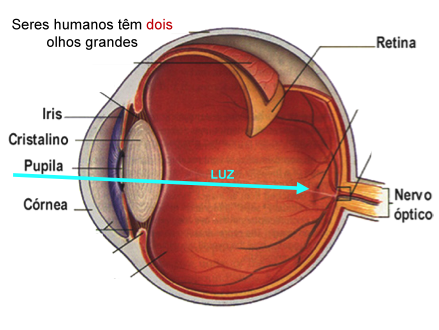 Seres humanos têm dois
olhos grandes
Retina
Iris
Cristalino
Pupila
LUZ
Córnea
Nervo
óptico